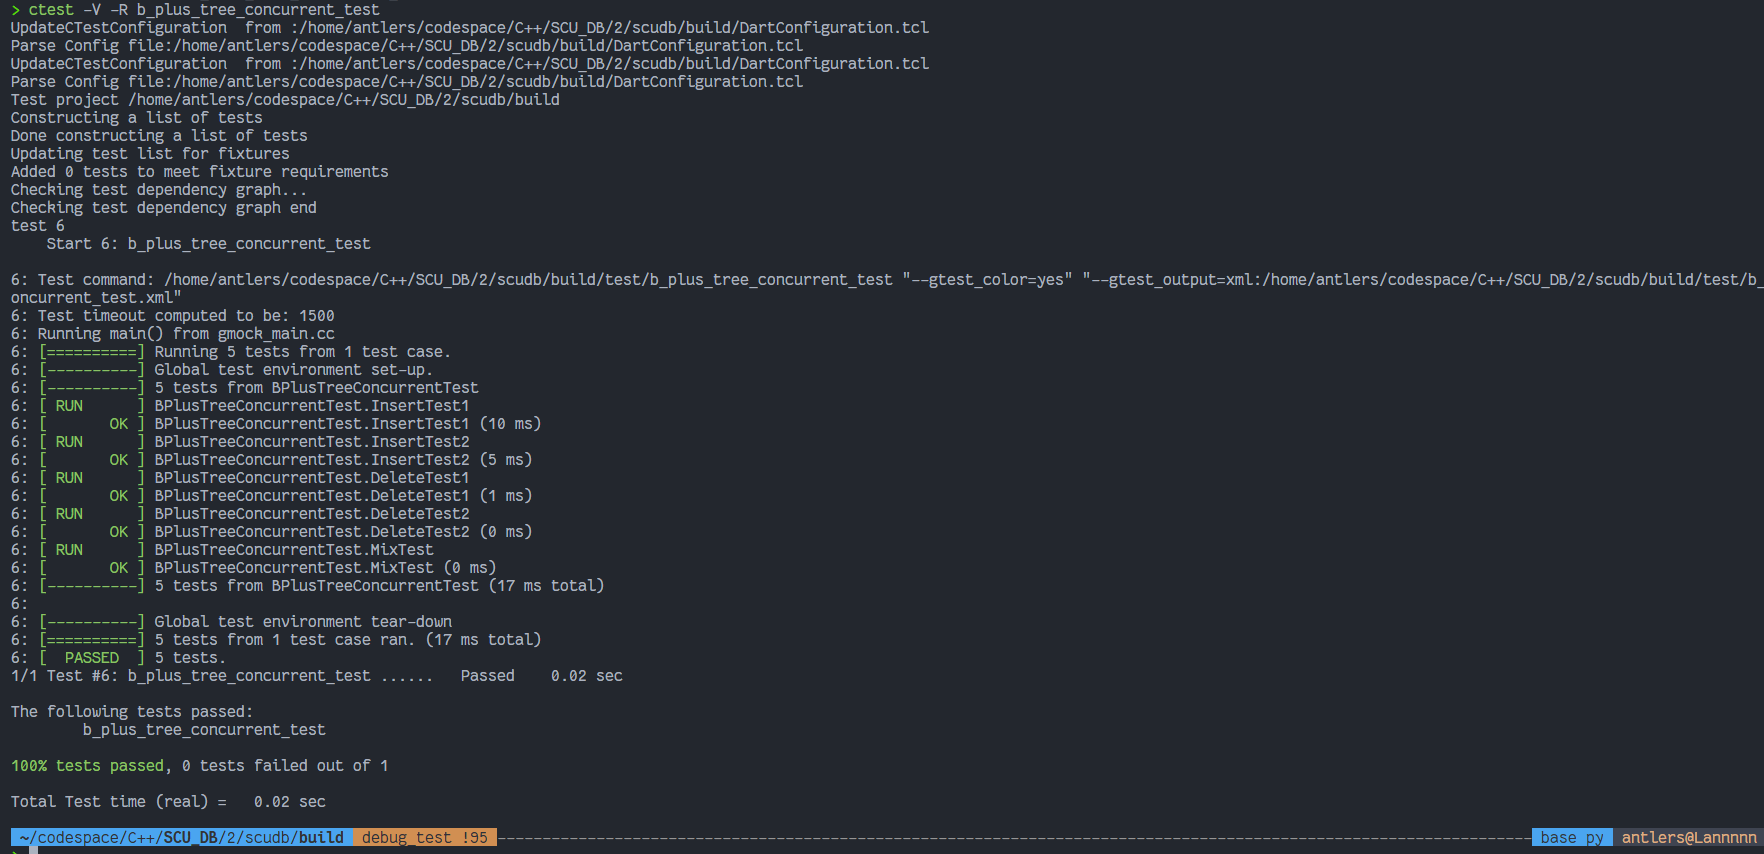 > ctest -V -R b_plus_tree_concurrent_test
UpdateCTestConfiguration  from :/home/antlers/codespace/C++/SCU_DB/2/scudb/build/DartConfiguration.tcl
Parse Config file:/home/antlers/codespace/C++/SCU_DB/2/scudb/build/DartConfiguration.tcl
UpdateCTestConfiguration  from :/home/antlers/codespace/C++/SCU_DB/2/scudb/build/DartConfiguration.tcl
Parse Config file:/home/antlers/codespace/C++/SCU_DB/2/scudb/build/DartConfiguration.tcl
Test project /home/antlers/codespace/C++/SCU_DB/2/scudb/build
Constructing a list of tests
Done constructing a list of tests
Updating test list for fixtures
Added 0 tests to meet fixture requirements
Checking test dependency graph...
Checking test dependency graph end
test 6
    Start 6: b_plus_tree_concurrent_test

6: Test command: /home/antlers/codespace/C++/SCU_DB/2/scudb/build/test/b_plus_tree_concurrent_test "--gtest_color=yes" "--gtest_output=xml:/home/antlers/codespace/C++/SCU_DB/2/scudb/build/test/b_
oncurrent_test.xml"
6: Test timeout computed to be: 1500
6: Running main() from gmock_main.cc
6: [==========] Running 5 tests from 1 test case.
6: [----------] Global test environment set-up.
6: [----------] 5 tests from BPlusTreeConcurrentTest
6: [ RUN      ] BPlusTreeConcurrentTest.InsertTest1
6: [       OK ] BPlusTreeConcurrentTest.InsertTest1 (10 ms)
6: [ RUN      ] BPlusTreeConcurrentTest.InsertTest2
6: [       OK ] BPlusTreeConcurrentTest.InsertTest2 (5 ms)
6: [ RUN      ] BPlusTreeConcurrentTest.DeleteTest1
6: [       OK ] BPlusTreeConcurrentTest.DeleteTest1 (1 ms)
6: [ RUN      ] BPlusTreeConcurrentTest.DeleteTest2
6: [       OK ] BPlusTreeConcurrentTest.DeleteTest2 (0 ms)
6: [ RUN      ] BPlusTreeConcurrentTest.MixTest
6: [       OK ] BPlusTreeConcurrentTest.MixTest (0 ms)
6: [----------] 5 tests from BPlusTreeConcurrentTest (17 ms total)
6:
6: [----------] Global test environment tear-down
6: [==========] 5 tests from 1 test case ran. (17 ms total)
6: [  PASSED  ] 5 tests.
1/1 Test #6: b_plus_tree_concurrent_test ......   Passed    0.02 sec

The following tests passed:
        b_plus_tree_concurrent_test

100% tests passed, 0 tests failed out of 1

Total Test time (real) =   0.02 sec

~/codespace/C++/SCU_DB/2/scudb/build  debug_test !95  base py  antlers@Lannnnn
>